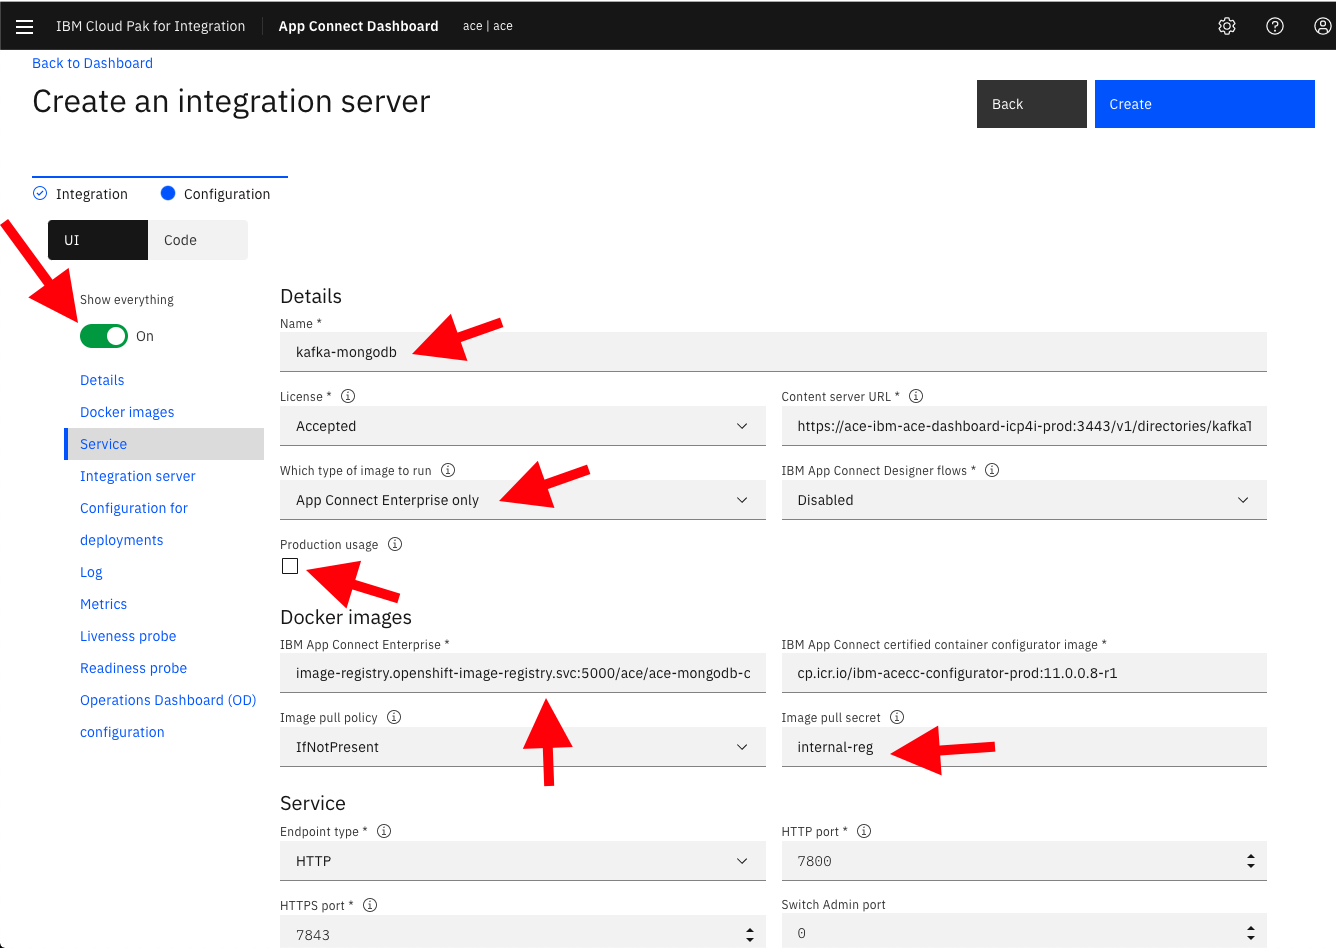 IBM Cloud Pak for Integration App Connect Dashboard ace | ace
Back to Dashboard
Create an integration server
Back
Create
Integration
Configuration
UI
Code
Show everything
On
Details
Docker images
Service
Integration server
Configuration for
deployments
Log
Metrics
Liveness probe
Readiness probe
Operations Dashboard (OD)
configuration
Details
Name *
kafka-mongodb
License *
Accepted
Content server URL *
https://ace-ibm-ace-dashboard-icp4i-prod:3443/v1/directories/kafkaT
Which type of image to run
App Connect Enterprise only
IBM App Connect Designer flows *
Disabled
Production usage
Docker images
IBM App Connect Enterprise *
image-registry.openshift-image-registry.svc:5000/ace/ace-mongodb-c
IBM App Connect certified container configurator image *
cp.icr.io/ibm-acecc-configurator-prod:11.0.0.8-r1
Image pull policy
IfNotPresent
Image pull secret
internal-reg
Service
Endpoint type *
HTTP
HTTP port *
7800
HTTPS port *
7843
Switch Admin port
0